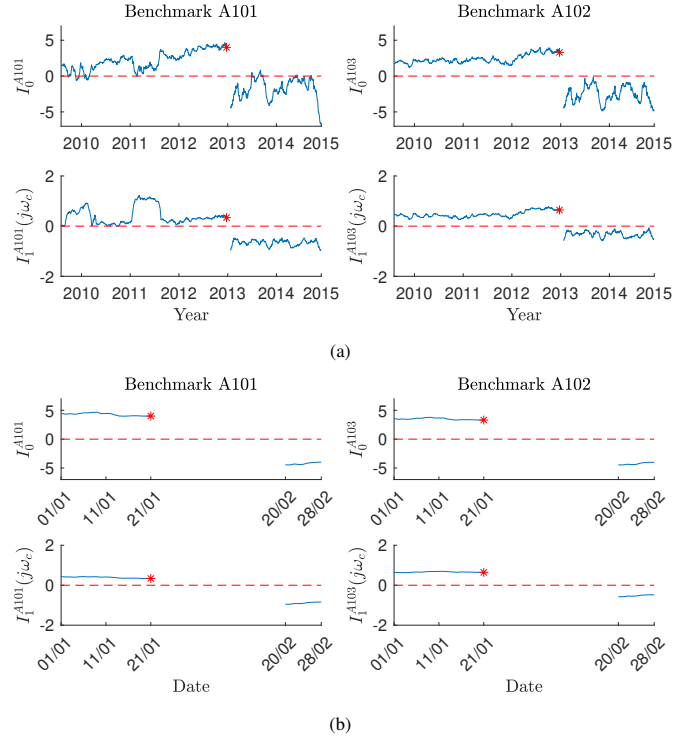 Benchmark A101
Benchmark A102
I_0^{A101}
5
0
-5
2010 2011 2012 2013 2014 2015
I_0^{A103}
5
0
-5
2010 2011 2012 2013 2014 2015
I_1^{A101}(jω_c)
2
0
-2
2010 2011 2012 2013 2014 2015
Year
I_1^{A103}(jω_c)
2
0
-2
2010 2011 2012 2013 2014 2015
Year
(a)
Benchmark A101
Benchmark A102
I_0^{A101}
5
0
-5
01/01 11/01 21/01 20/02 28/02
I_0^{A103}
5
0
-5
01/01 11/01 21/01 20/02 28/02
I_1^{A101}(jω_c)
2
0
-2
01/01 11/01 21/01 20/02 28/02
Date
I_1^{A103}(jω_c)
2
0
-2
01/01 11/01 21/01 20/02 28/02
Date
(b)